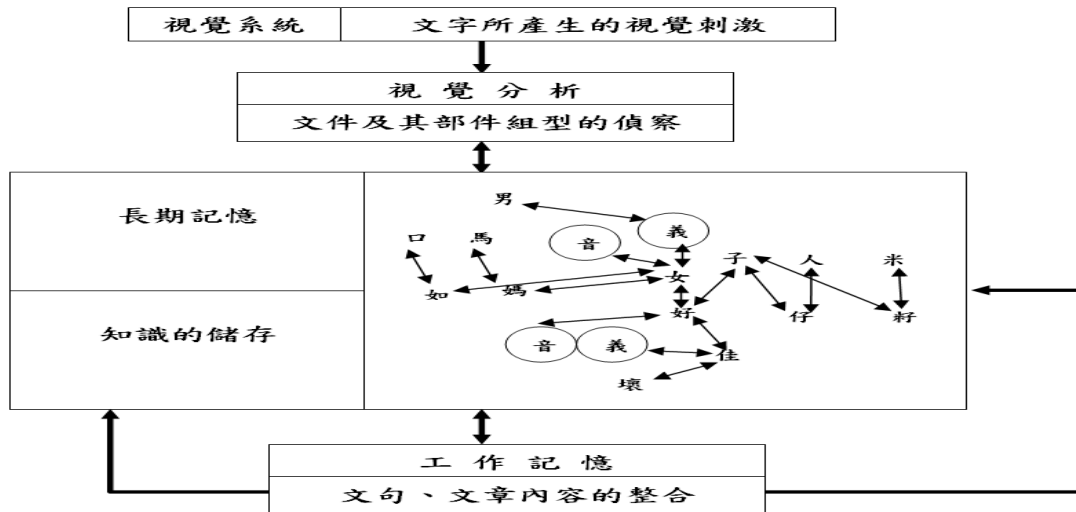 視覺系統 文字所產生的視覺刺激
視覺分析
文件及其部件組型的偵察
長期記憶
知識的儲存
男
音 義
口 馬 女 子 人 米
如 媽 好 仔 籽
音 義 佳
壞
工作記憶
文句、文章內容的整合